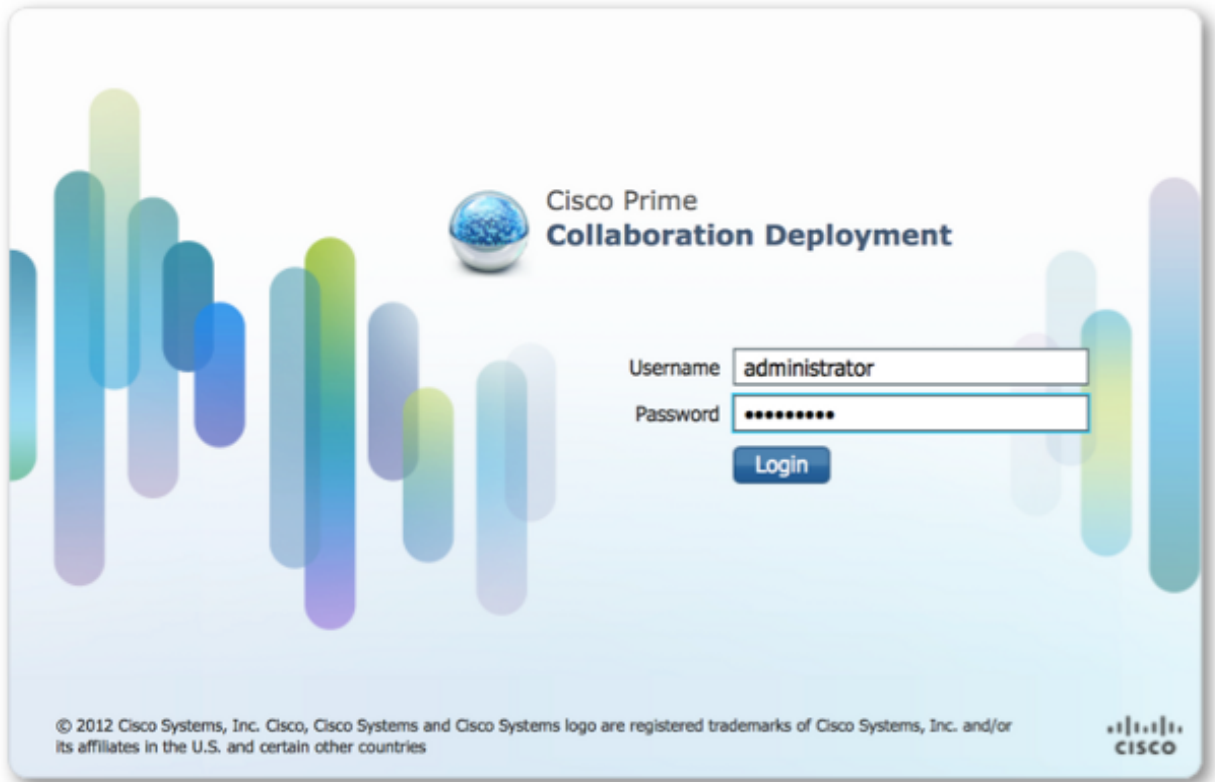 Cisco Prime
Collaboration Deployment
Username administrator
Password •••••••••
Login
© 2012 Cisco Systems, Inc. Cisco, Cisco Systems and Cisco Systems logo are registered trademarks of Cisco Systems, Inc. and/or
its affiliates in the U.S. and certain other countries
CISCO